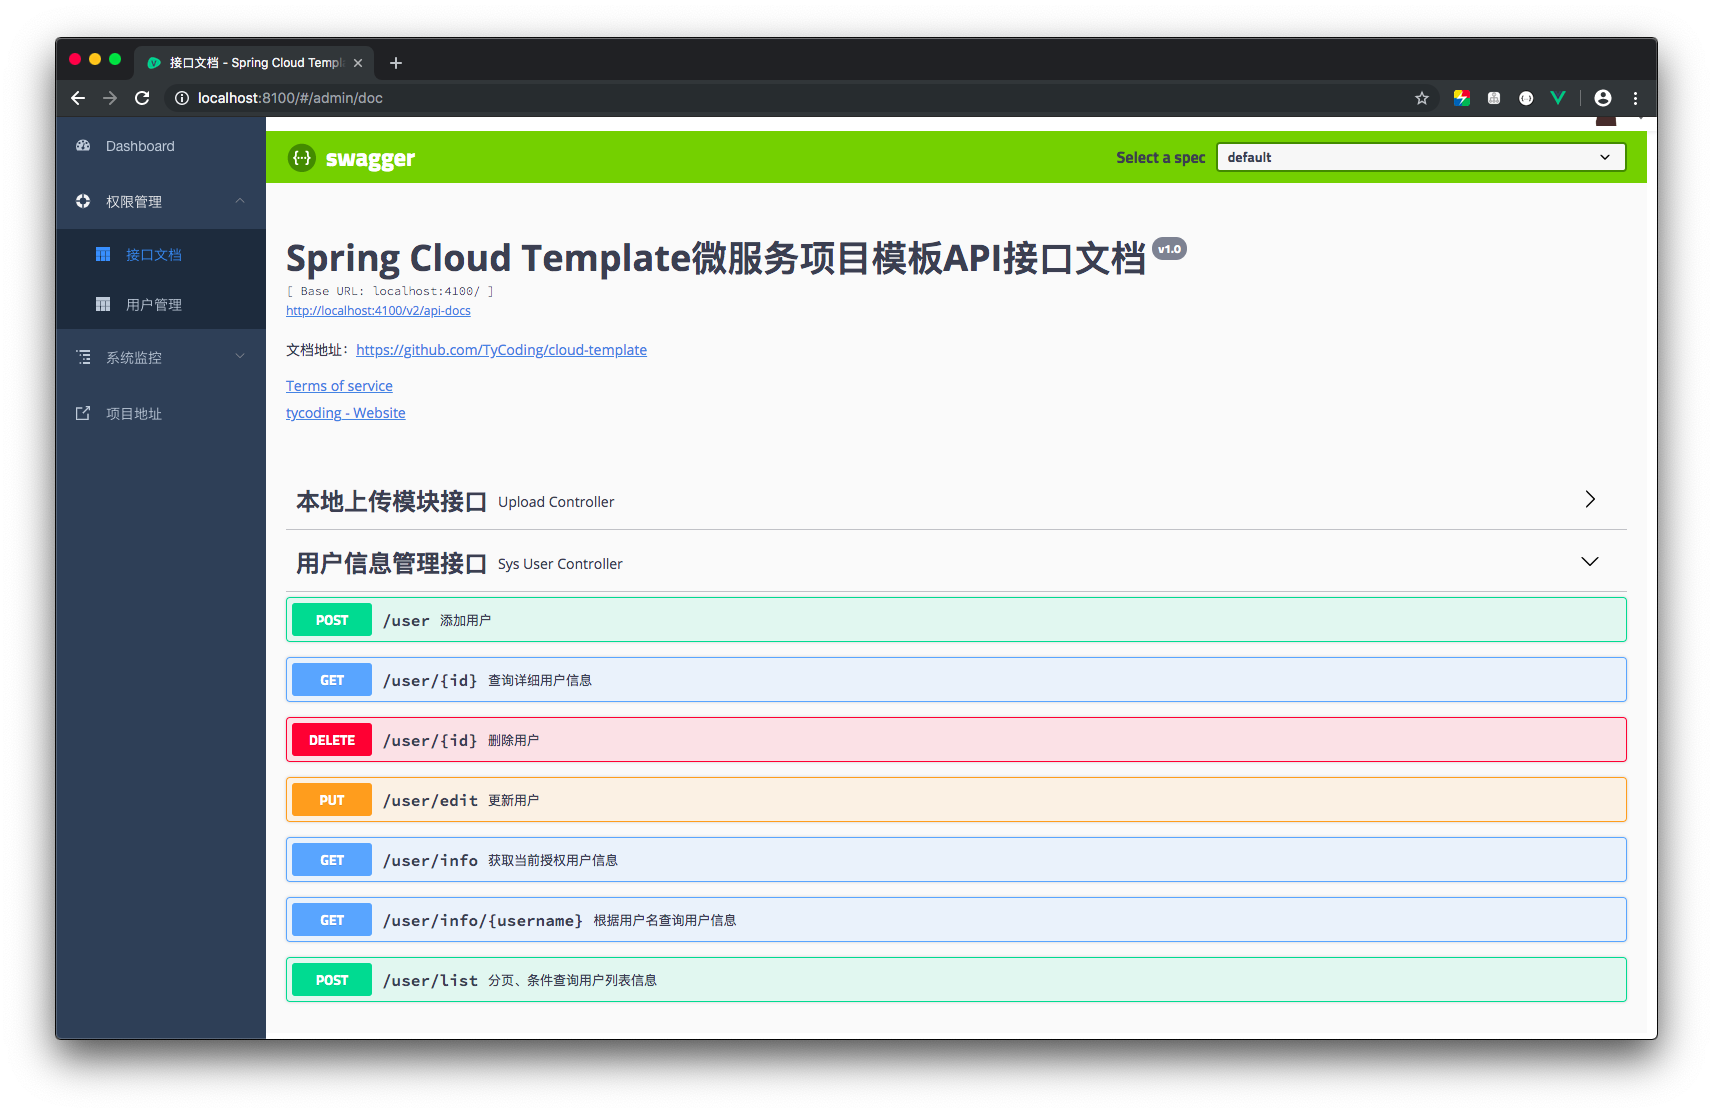 接口文档 - Spring Cloud Templ
localhost:8100/#/admin/doc
Dashboard
权限管理
接口文档
用户管理
系统监控
项目地址
{··}
swagger
Select a spec
default
Spring Cloud Template微服务项目模板API接口文档 v1.0
[ Base URL: localhost:4100/ ]
http://localhost:4100/v2/api-docs
文档地址：https://github.com/TyCoding/cloud-template
Terms of service
tycoding - Website
本地上传模块接口 Upload Controller
用户信息管理接口 Sys User Controller
POST /user 添加用户
GET /user/{id} 查询详细用户信息
DELETE /user/{id} 删除用户
PUT /user/edit 更新用户
GET /user/info 获取当前授权用户信息
GET /user/info/{username} 根据用户名查询用户信息
POST /user/list 分页、条件查询用户列表信息